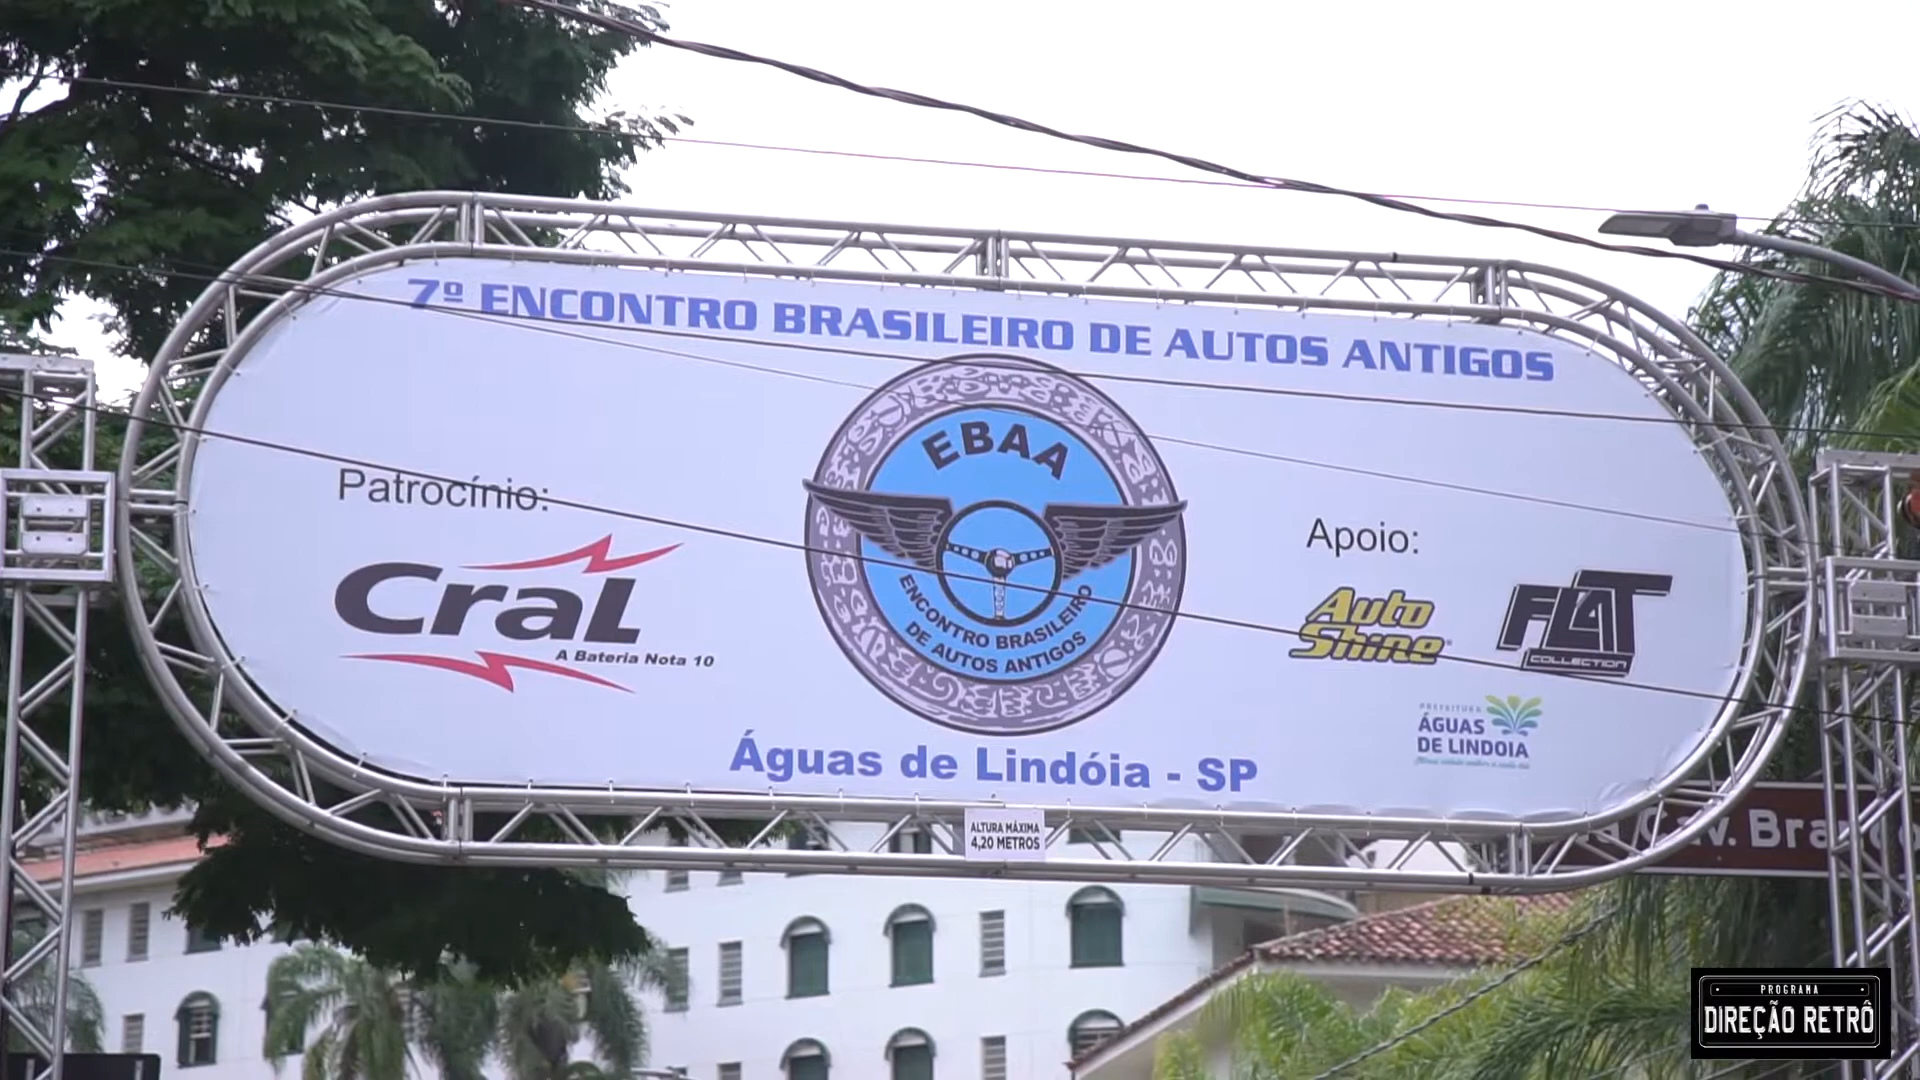 7º ENCONTRO BRASILEIRO DE AUTOS ANTIGOS
EBAA
ENCONTRO BRASILEIRO
DE AUTOS ANTIGOS
Patrocínio:
Cral
A Bateria Nota 10
Apoio:
Auto
Shine
FLAT
COLLECTION
PREFEITURA
ÁGUAS
DE LINDOIA
Águas de Lindóia - SP
ALTURA MÁXIMA
4,20 METROS
Cav.
PROGRAMA
DIREÇÃO RETRÔ